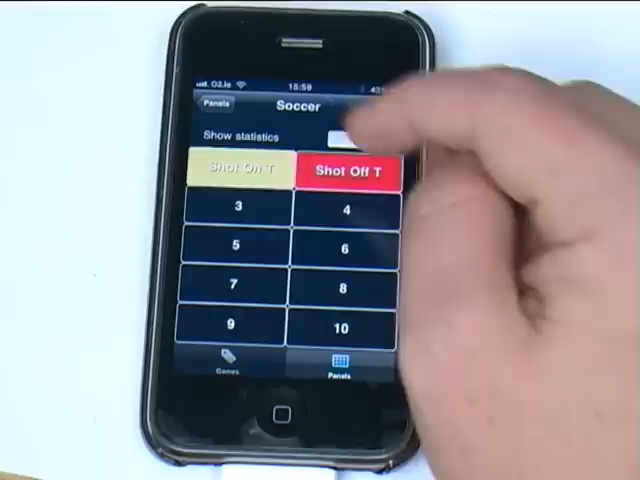 O2.ie 15:59
Panels Soccer
Show statistics
Shot On T Shot Off T
3 4
5 6
7 8
9 10
Games Panels